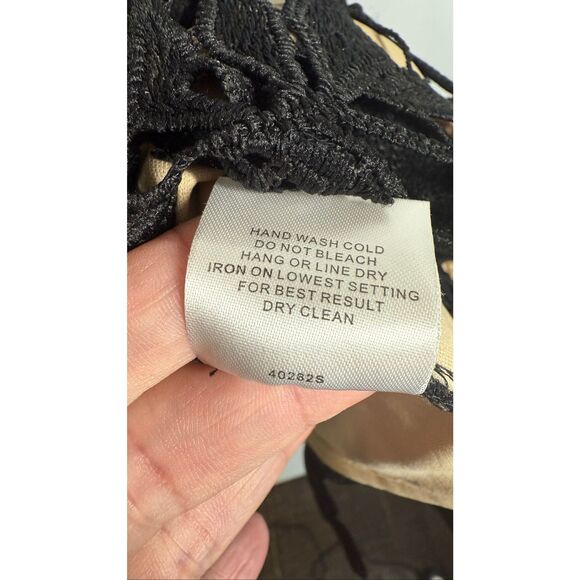 HAND WASH COLD
DO NOT BLEACH
HANG OR LINE DRY
IRON ON LOWEST SETTING
FOR BEST RESULT
DRY CLEAN
40282S